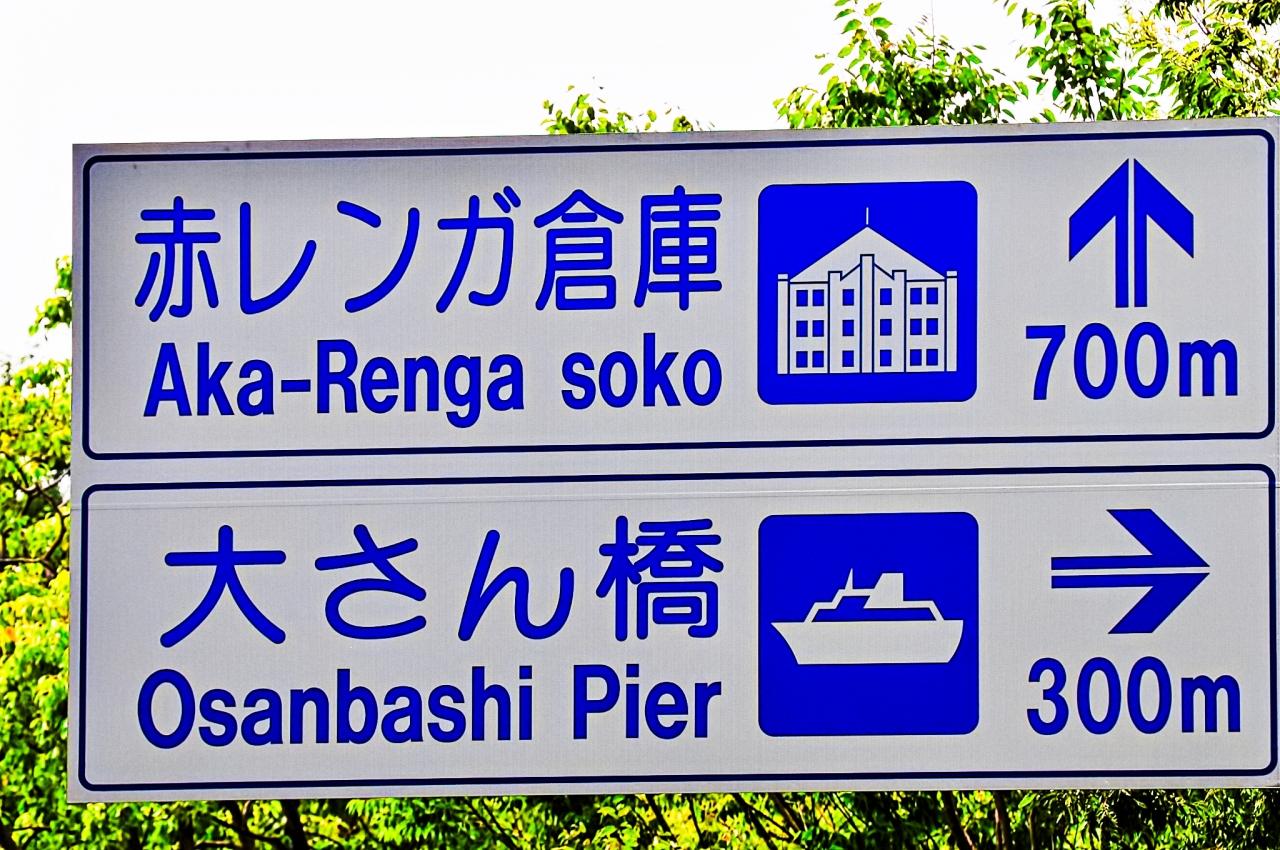 赤レンガ倉庫
Aka-Renga soko
700m
大さん橋
Osanbashi Pier
300m